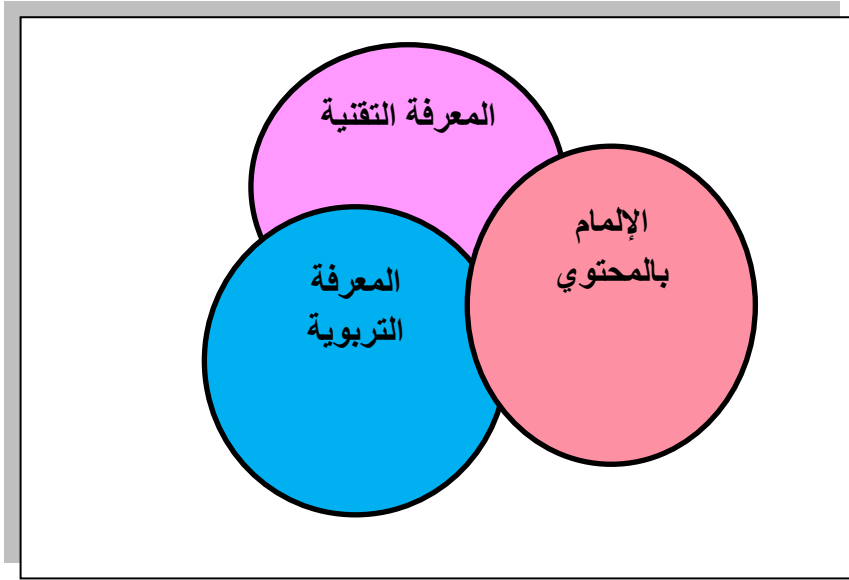 المعرفة التقنية
الإلمام
بالمحتوي
المعرفة
التربوية